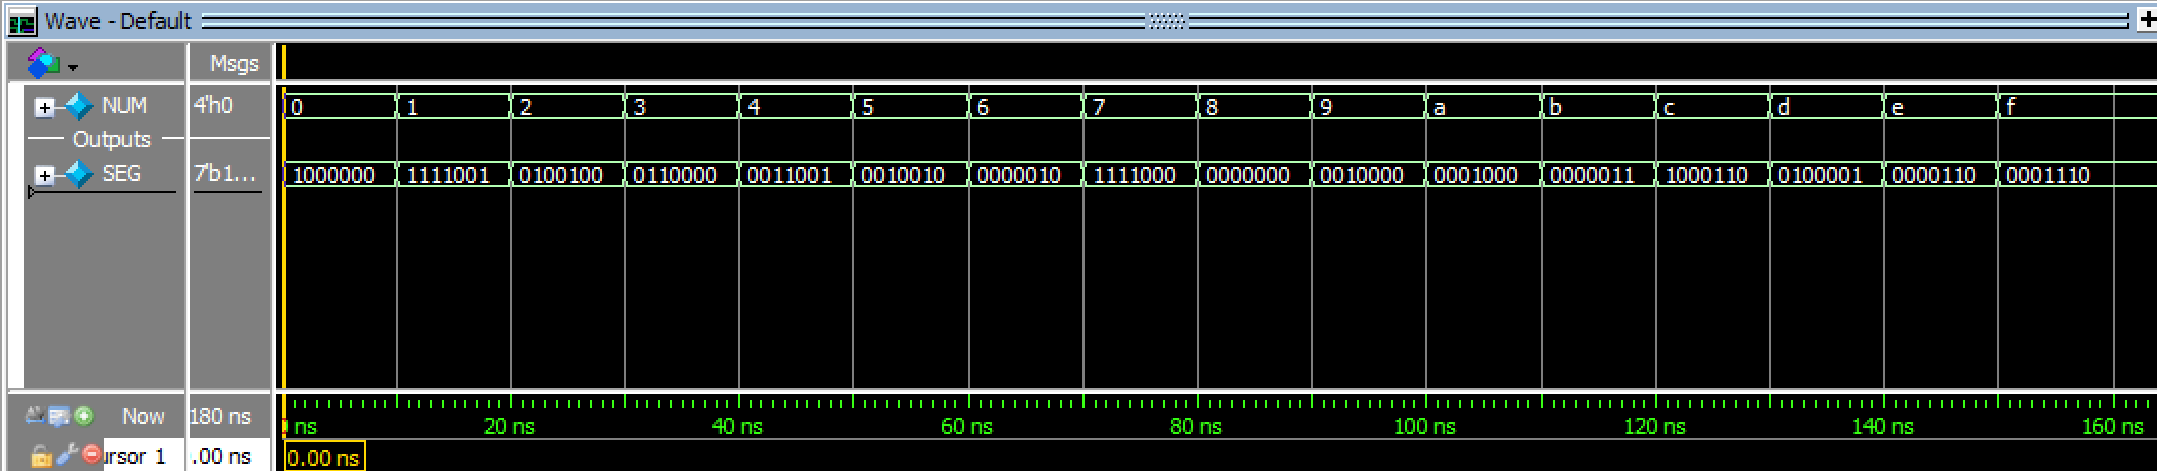 Wave - Default
Msgs
NUM 4'h0 0 1 2 3 4 5 6 7 8 9 a b c d e f
Outputs
SEG 7'b1... 1000000 1111001 0100100 0110000 0011001 0010010 0000010 1111000 0000000 0010000 0001000 0000011 1000110 0100001 0000110 0001110
Now 180 ns ns 20 ns 40 ns 60 ns 80 ns 100 ns 120 ns 140 ns 160 ns
rsor 1 .00 ns 0.00 ns